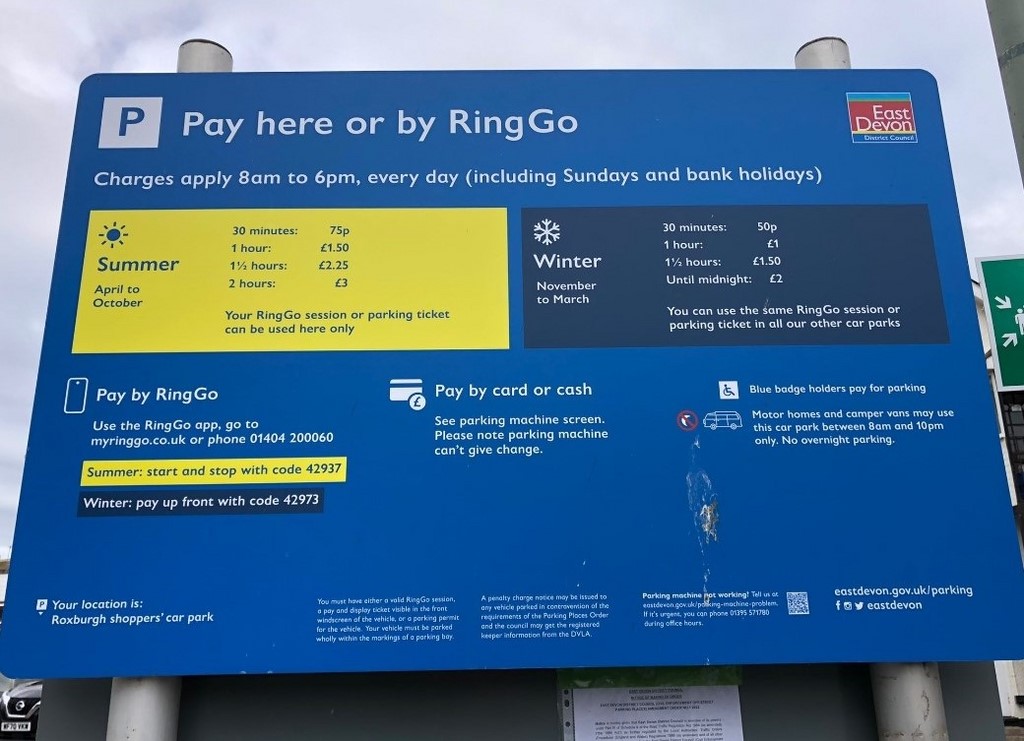 P Pay here or by RingGo
East
Devon
District Council
Charges apply 8am to 6pm, every day (including Sundays and bank holidays)
Summer
April to
October
30 minutes: 75p
1 hour: £1.50
1½ hours: £2.25
2 hours: £3
Your RingGo session or parking ticket
can be used here only
Winter
November
to March
30 minutes: 50p
1 hour: £1
1½ hours: £1.50
Until midnight: £2
You can use the same RingGo session or
parking ticket in all our other car parks
Pay by RingGo
Use the RingGo app, go to
myringgo.co.uk or phone 01404 200060
Summer: start and stop with code 42937
Winter: pay up front with code 42973
£
Pay by card or cash
See parking machine screen.
Please note parking machine
can't give change.
Blue badge holders pay for parking
Motor homes and camper vans may use
this car park between 8am and 10pm
only. No overnight parking.
P Your location is:
Roxburgh shoppers' car park
You must have either a valid RingGo session,
a pay and display ticket visible in the front
windscreen of the vehicle, or a parking permit
for the vehicle. Your vehicle must be parked
wholly within the markings of a parking bay.
A penalty charge notice may be issued to
any vehicle parked in contravention of the
requirements of the Parking Places Order
and the council may get the registered
keeper information from the DVLA.
Parking machine not working? Tell us at
eastdevon.gov.uk/parking-machine-problem.
If it's urgent, you can phone 01395 571780
during office hours.
eastdevon.gov.uk/parking
eastdevon